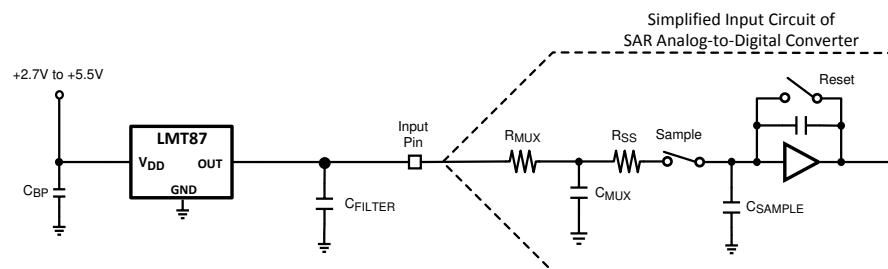 Simplified Input Circuit of
SAR Analog-to-Digital Converter
+2.7V to +5.5V
Reset
LMT87
Input
Pin
RMUX
RSS
Sample
VDD
OUT
GND
CBP
CFILTER
CMUX
CSAMPLE